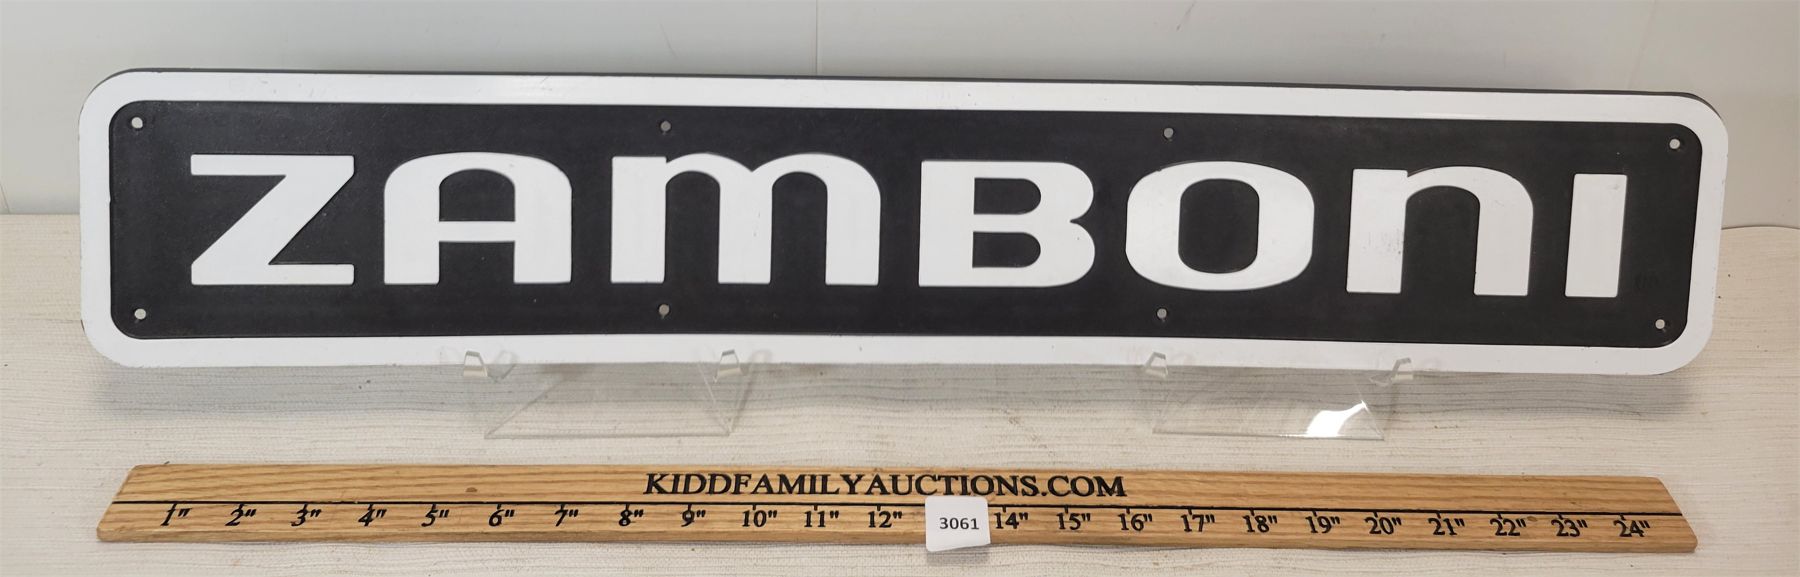 ZAMBONI
KIDDFAMILYAUCTIONS.COM
1" 2" 3" 4" 5" 6" 7" 8" 9" 10" 11" 12" 14" 15" 16" 17" 18" 19" 20" 21" 22" 23" 24"
3061